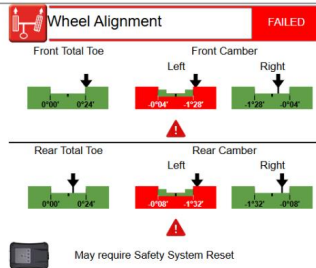 Wheel Alignment FAILED
Front Total Toe Front Camber
Left Right
0°00' 0°24' -0°04' -1°28' -1°28' -0°04'
Rear Total Toe Rear Camber
Left Right
0°00' 0°24' -0°08' -1°32' -1°32' -0°08'
May require Safety System Reset